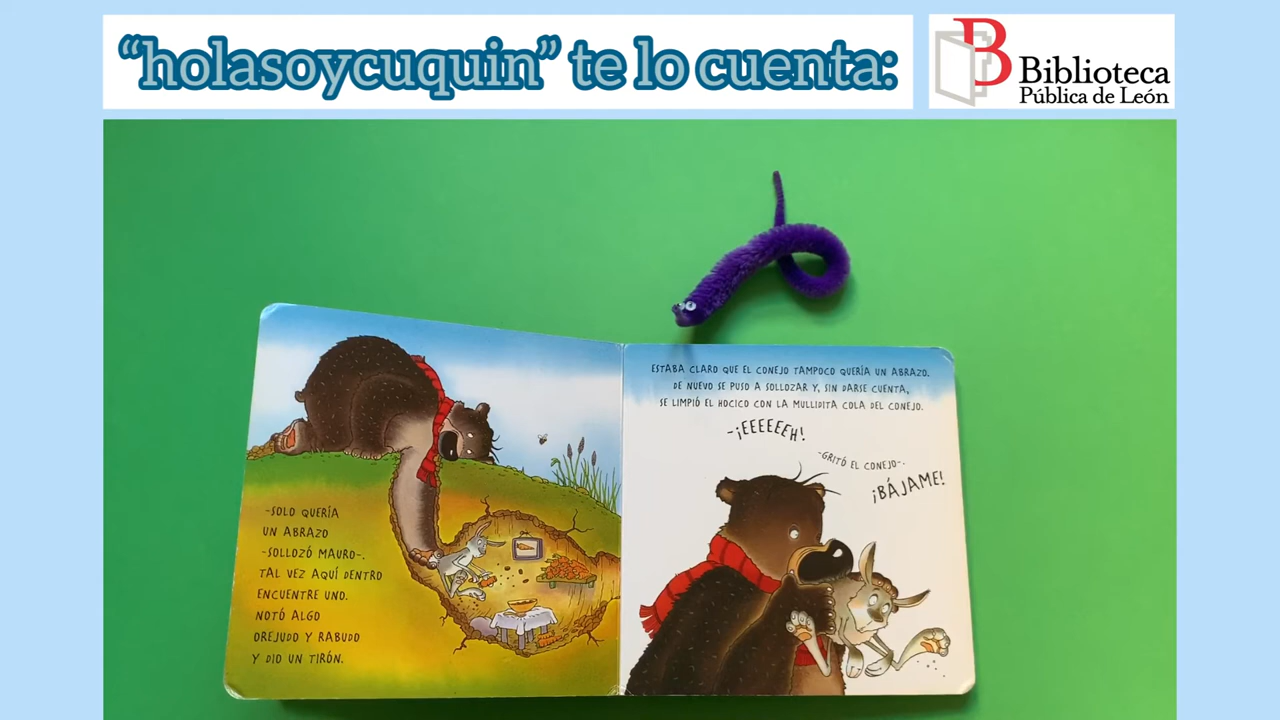 “holasoycuquin” te lo cuenta:
Biblioteca
Pública de León
-SOLO QUERÍA
UN ABRAZO
-SOLLOZÓ MAURO-.
TAL VEZ AQUÍ DENTRO
ENCUENTRE UNO.
NOTÓ ALGO
OREJUDO Y RABUDO
Y DIO UN TIRÓN.
ESTABA CLARO QUE EL CONEJO TAMPOCO QUERÍA UN ABRAZO.
DE NUEVO SE PUSO A SOLLOZAR Y, SIN DARSE CUENTA,
SE LIMPIÓ EL HOCICO CON LA MULLIDITA COLA DEL CONEJO.
-¡EEEEEEH!
-GRITÓ EL CONEJO-.
¡BÁJAME!